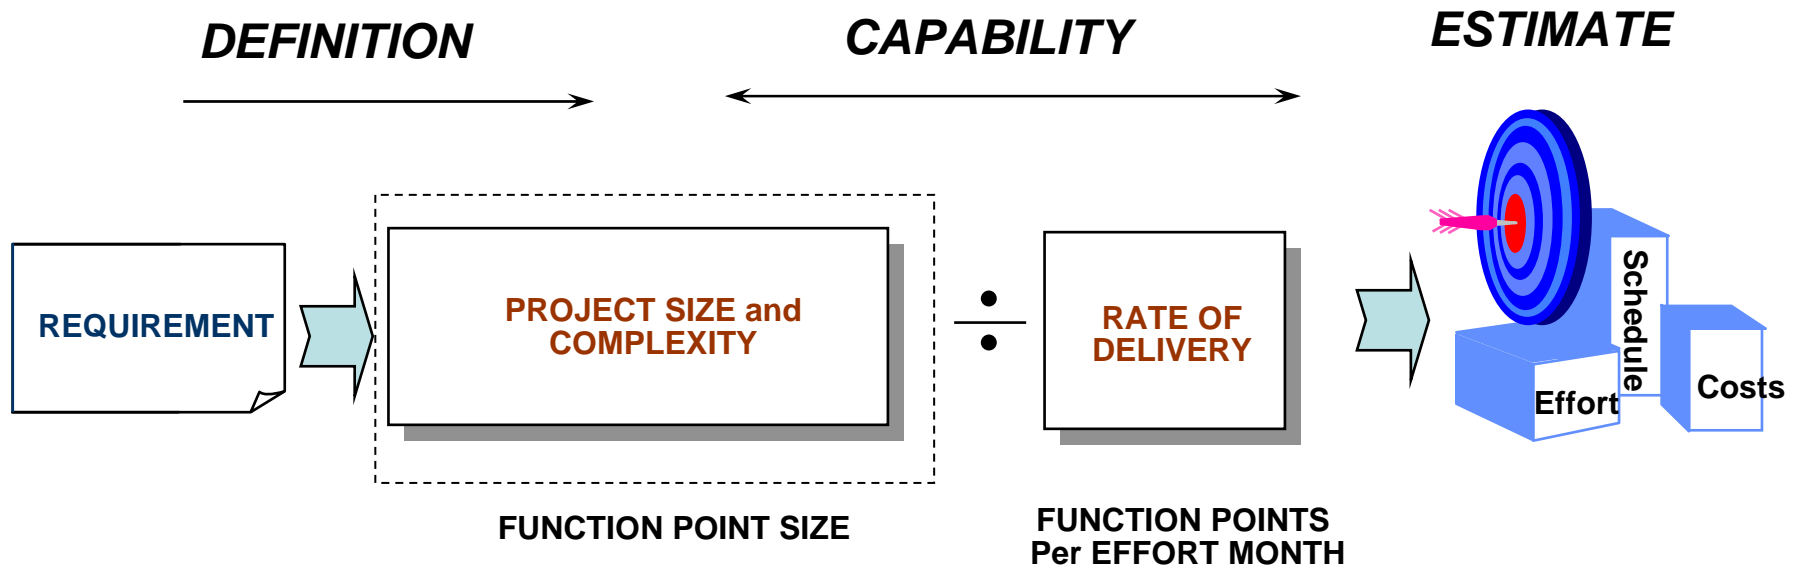 DEFINITION
CAPABILITY
ESTIMATE
REQUIREMENT
PROJECT SIZE and
COMPLEXITY
RATE OF
DELIVERY
Schedule
Effort
Costs
FUNCTION POINT SIZE
FUNCTION POINTS
Per EFFORT MONTH